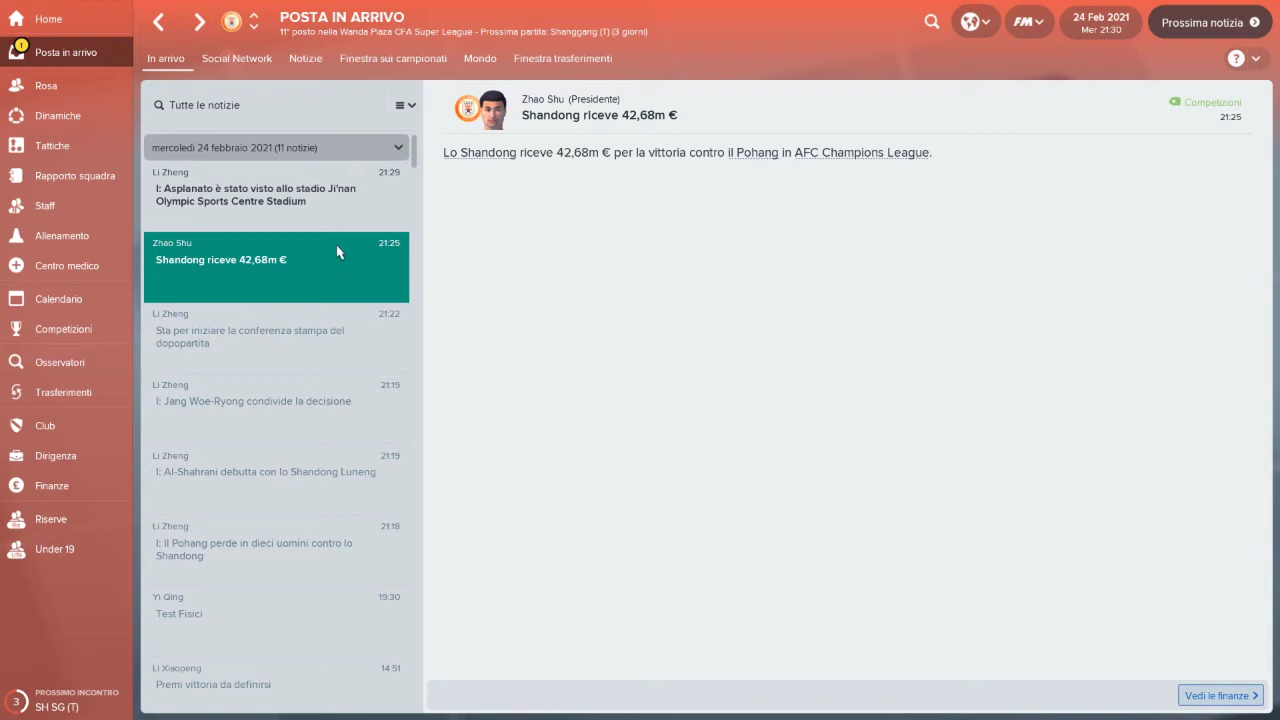 Home
1
Posta in arrivo
Rosa
Dinamiche
Tattiche
Rapporto squadra
Staff
Allenamento
Centro medico
Calendario
Competizioni
Osservatori
Trasferimenti
Club
Dirigenza
Finanze
Riserve
Under 19
PROSSIMO INCONTRO
3 SH SG (T)
POSTA IN ARRIVO
11° posto nella Wanda Plaza CFA Super League - Prossima partita: Shanggang (T) (3 giorni)
FM
24 Feb 2021
Mer 21:30
Prossima notizia
In arrivo Social Network Notizie Finestra sui campionati Mondo Finestra trasferimenti
?
Tutte le notizie
mercoledì 24 febbraio 2021 (11 notizie)
Li Zheng 21:29
I: Asplanato è stato visto allo stadio Ji'nan
Olympic Sports Centre Stadium
Zhao Shu 21:25
Shandong riceve 42,68m €
Li Zheng 21:22
Sta per iniziare la conferenza stampa del
dopopartita
Li Zheng 21:19
I: Jang Woe-Ryong condivide la decisione
Li Zheng 21:19
I: Al-Shahrani debutta con lo Shandong Luneng
Li Zheng 21:18
I: Il Pohang perde in dieci uomini contro lo
Shandong
Yi Qing 19:30
Test Fisici
Li Xiaopeng 14:51
Premi vittoria da definirsi
Zhao Shu (Presidente)
Shandong riceve 42,68m €
Competizioni
21:25
Lo Shandong riceve 42,68m € per la vittoria contro il Pohang in AFC Champions League.
Vedi le finanze